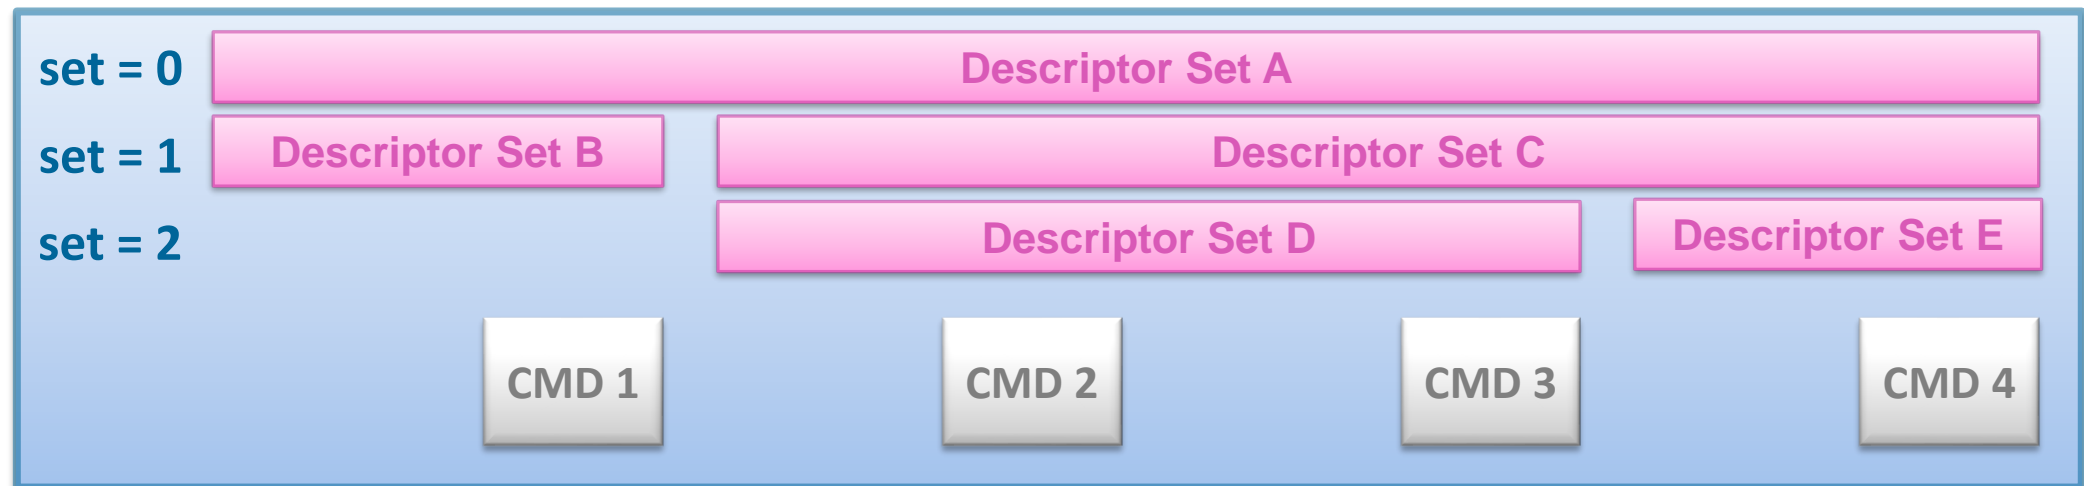 set = 0 Descriptor Set A
set = 1 Descriptor Set B Descriptor Set C
set = 2 Descriptor Set D Descriptor Set E
CMD 1 CMD 2 CMD 3 CMD 4